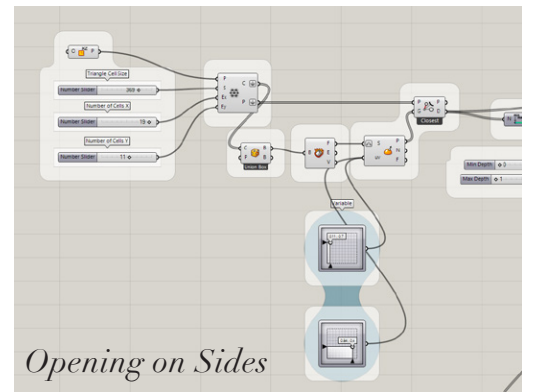 Triangle Cell Size
Number Slider
Number of Cells X
Number Slider
19
Number of Cells Y
Number Slider
11
Union Box
Closest
Variable
Min Depth
0
Max Depth
1
Opening on Sides